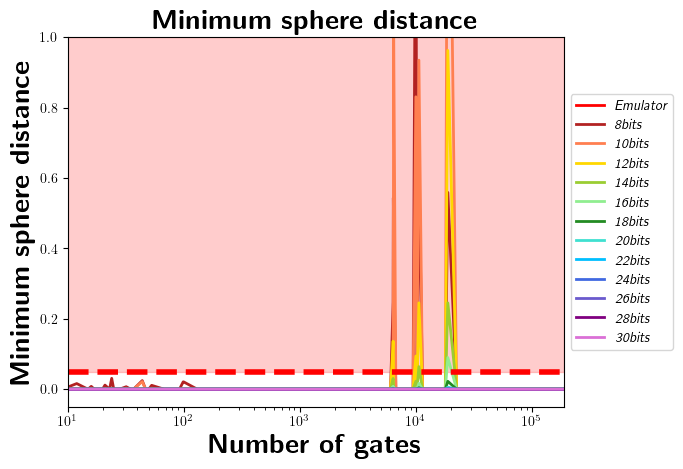 Minimum sphere distance
Minimum sphere distance
1.0
0.8
0.6
0.4
0.2
0.0
10^1
10^2
10^3
10^4
10^5
Number of gates
Emulator
8bits
10bits
12bits
14bits
16bits
18bits
20bits
22bits
24bits
26bits
28bits
30bits